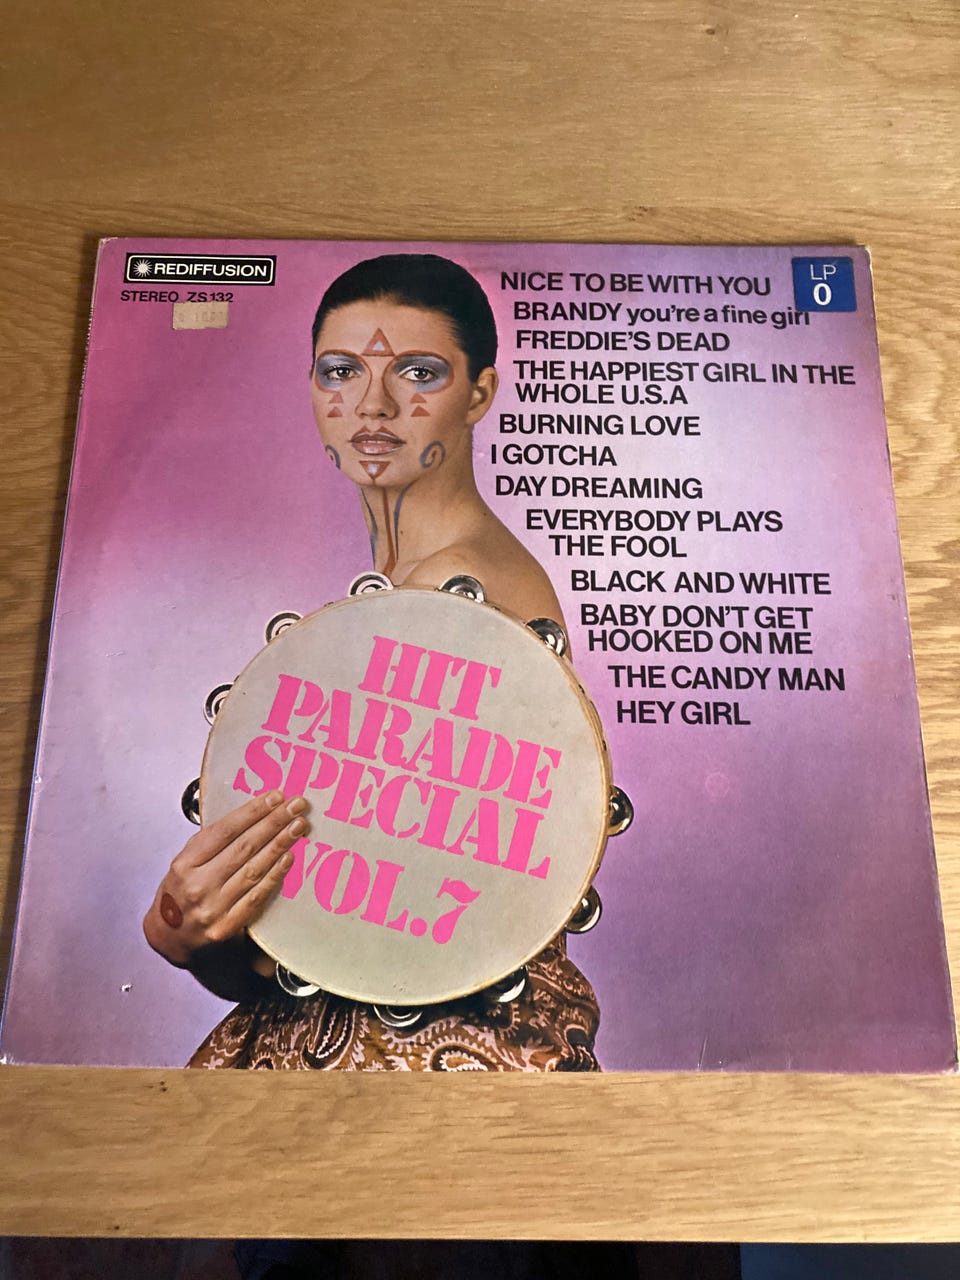 REDIFFUSION
STEREO ZS 132
LP
0
NICE TO BE WITH YOU
BRANDY you're a fine girl
FREDDIE'S DEAD
THE HAPPIEST GIRL IN THE
WHOLE U.S.A
BURNING LOVE
I GOTCHA
DAY DREAMING
EVERYBODY PLAYS
THE FOOL
BLACK AND WHITE
BABY DON'T GET
HOOKED ON ME
THE CANDY MAN
HEY GIRL
HIT
PARADE
SPECIAL
VOL.7